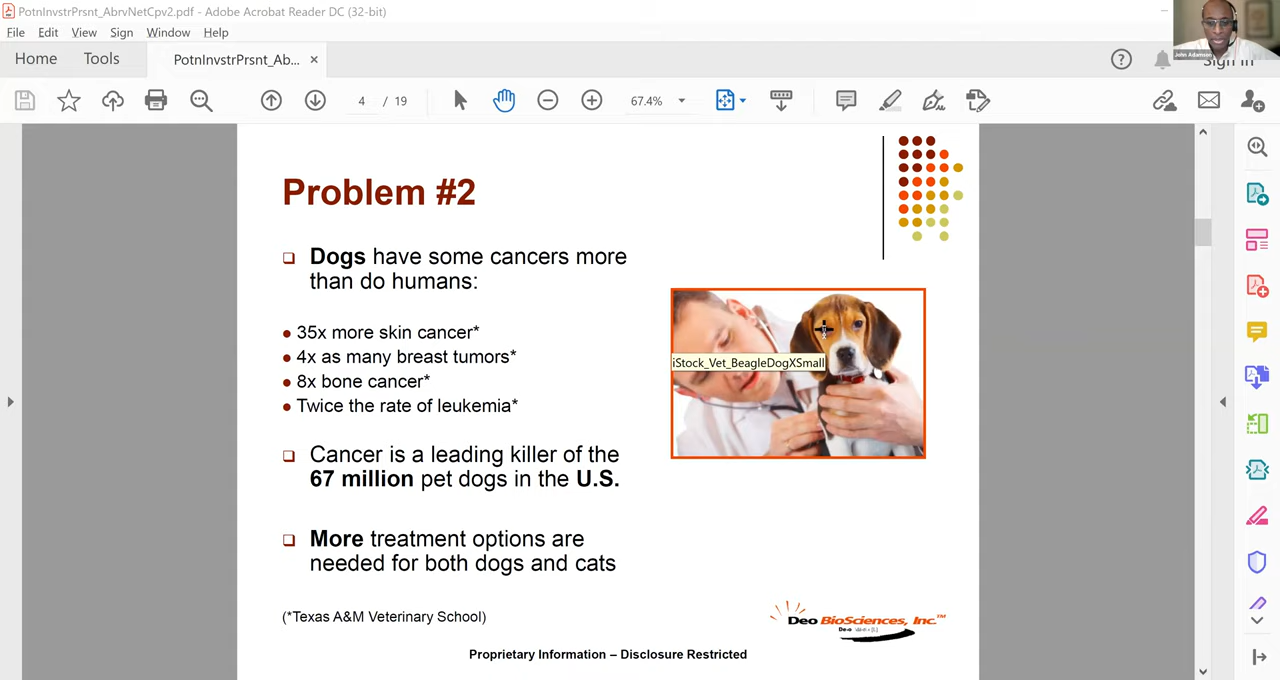 PotnInvstrPrsnt_AbrvNetCpv2.pdf - Adobe Acrobat Reader DC (32-bit)
File Edit View Sign Window Help
Home Tools PotnInvstrPrsnt_Ab... ×
John Adamson
Sign In
4 / 19 67.4%
Problem #2
Dogs have some cancers more
than do humans:
35x more skin cancer*
4x as many breast tumors*
8x bone cancer*
Twice the rate of leukemia*
iStock_Vet_BeagleDogXSmall
Cancer is a leading killer of the
67 million pet dogs in the U.S.
More treatment options are
needed for both dogs and cats
(*Texas A&M Veterinary School)
Deo BioSciences, Inc.™
Proprietary Information – Disclosure Restricted